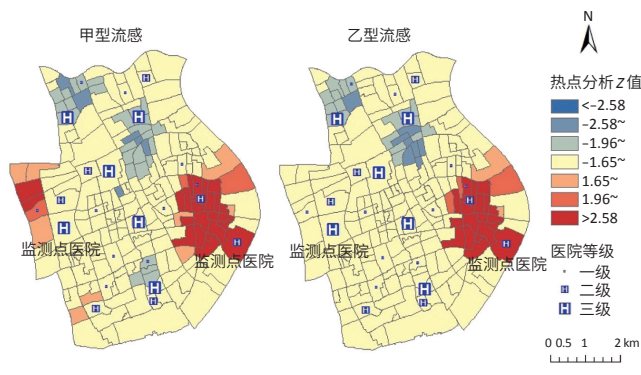 甲型流感
乙型流感
N
监测点医院
监测点医院
监测点医院
监测点医院
热点分析Z值
<-2.58
-2.58~
-1.96~
-1.65~
1.65~
1.96~
>2.58
医院等级
一级
二级
三级
0 0.5 1 2 km